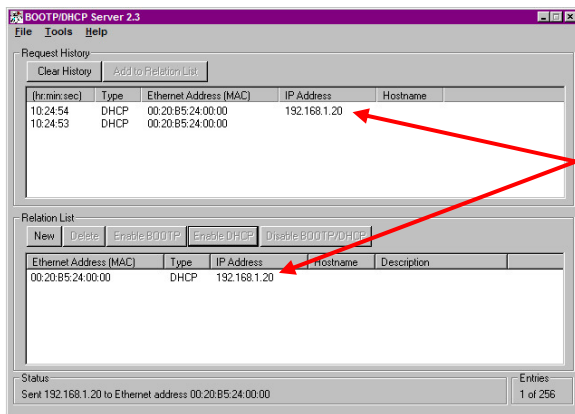 BOOTP/DHCP Server 2.3
File Tools Help
Request History
Clear History Add to Relation List
(hr:min:sec) Type Ethernet Address (MAC) IP Address Hostname
10:24:54 DHCP 00:20:B5:24:00:00 192.168.1.20
10:24:53 DHCP 00:20:B5:24:00:00
Relation List
New Delete Enable BOOTP Enable DHCP Disable BOOTP/DHCP
Ethernet Address (MAC) Type IP Address Hostname Description
00:20:B5:24:00:00 DHCP 192.168.1.20
Status Entries
Sent 192.168.1.20 to Ethernet address 00:20:B5:24:00:00 1 of 256